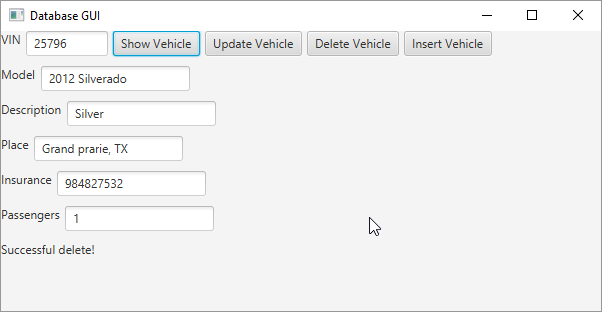 Database GUI
VIN 25796 Show Vehicle Update Vehicle Delete Vehicle Insert Vehicle
Model 2012 Silverado
Description Silver
Place Grand prarie, TX
Insurance 984827532
Passengers 1
Successful delete!